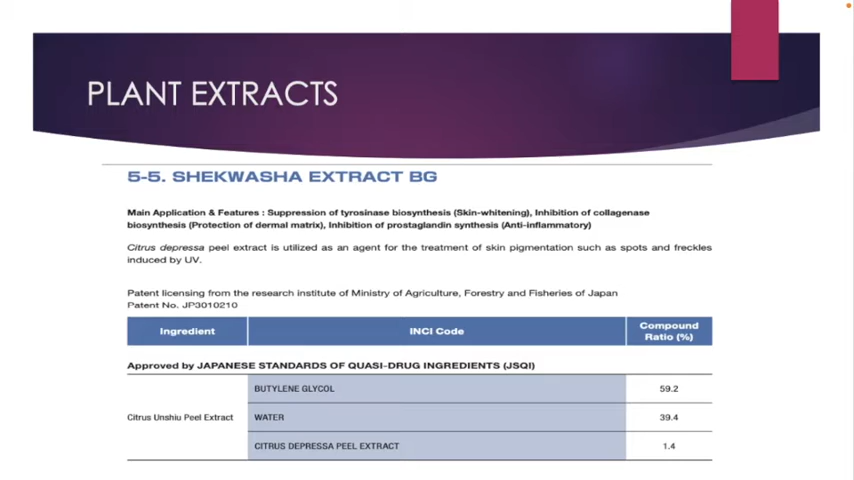 PLANT EXTRACTS
5-5. SHEKWASHA EXTRACT BG
Main Application & Features : Suppression of tyrosinase biosynthesis (Skin-whitening), Inhibition of collagenase
biosynthesis (Protection of dermal matrix), Inhibition of prostaglandin synthesis (Anti-inflammatory)
Citrus depressa peel extract is utilized as an agent for the treatment of skin pigmentation such as spots and freckles
induced by UV.
Patent licensing from the research institute of Ministry of Agriculture, Forestry and Fisheries of Japan
Patent No. JP3010210
Ingredient INCI Code Compound Ratio (%)
Approved by JAPANESE STANDARDS OF QUASI-DRUG INGREDIENTS (JSQI)
BUTYLENE GLYCOL 59.2
Citrus Unshiu Peel Extract WATER 39.4
CITRUS DEPRESSA PEEL EXTRACT 1.4